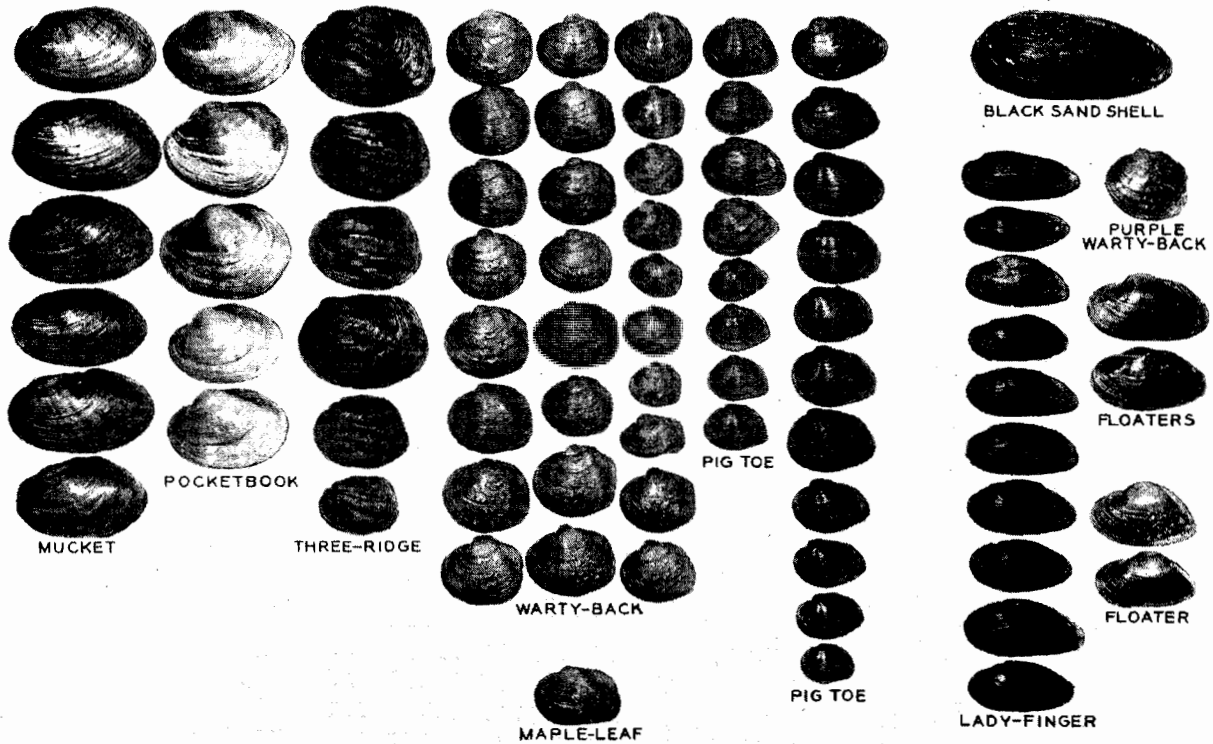 BLACK SAND SHELL
PURPLE
WARTY-BACK
FLOATERS
PIG TOE
POCKETBOOK
MUCKET
THREE-RIDGE
WARTY-BACK
FLOATER
PIG TOE
LADY-FINGER
MAPLE-LEAF